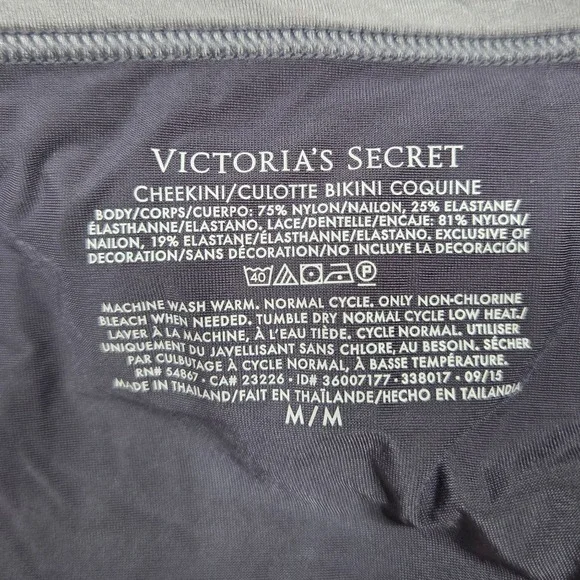 VICTORIA'S SECRET
CHEEKINI/CULOTTE BIKINI COQUINE
BODY/CORPS/CUERPO: 75% NYLON/NAILON, 25% ELASTANE/
ÉLASTHANNE/ELASTANO. LACE/DENTELLE/ENCAJE: 81% NYLON/
NAILON, 19% ELASTANE/ÉLASTHANNE/ELASTANO. EXCLUSIVE OF
DECORATION/SANS DÉCORATION/NO INCLUYE LA DECORACIÓN
40 P
MACHINE WASH WARM. NORMAL CYCLE. ONLY NON-CHLORINE
BLEACH WHEN NEEDED. TUMBLE DRY NORMAL CYCLE LOW HEAT./
LAVER À LA MACHINE, À L'EAU TIÈDE. CYCLE NORMAL. UTILISER
UNIQUEMENT DU JAVELLISANT SANS CHLORE, AU BESOIN. SÉCHER
PAR CULBUTAGE À CYCLE NORMAL, À BASSE TEMPÉRATURE.
RN# 54867 • CA# 23226 • ID# 36007177 • 338017 • 09/15
MADE IN THAILAND/FAIT EN THAÏLANDE/HECHO EN TAILANDIA
M/M